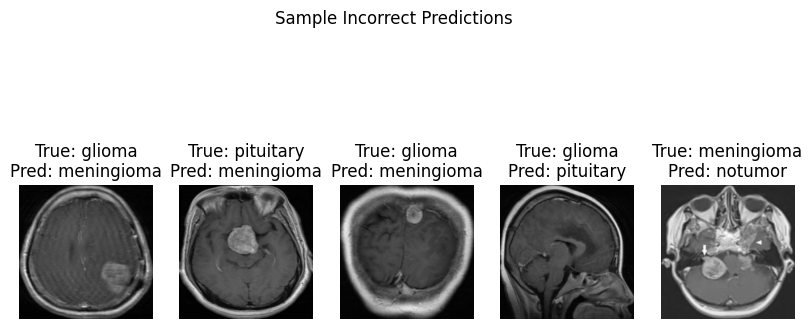 Sample Incorrect Predictions
True: glioma
Pred: meningioma
True: pituitary
Pred: meningioma
True: glioma
Pred: meningioma
True: glioma
Pred: pituitary
True: meningioma
Pred: notumor